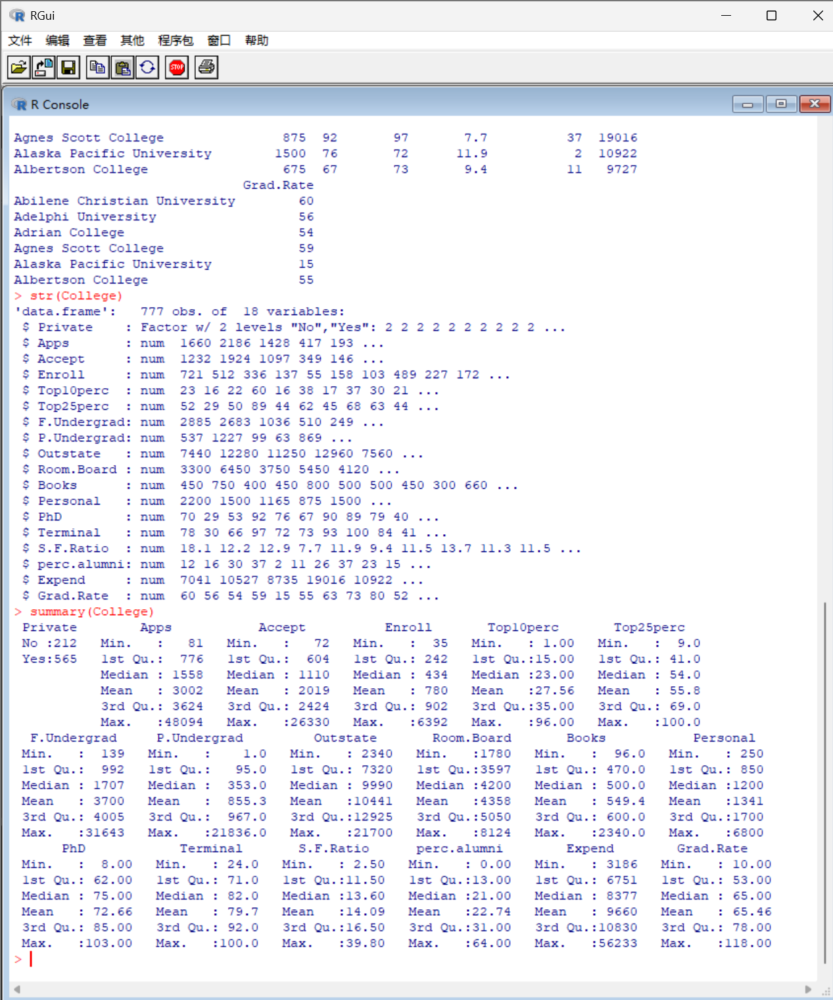 RGui
文件 编辑 查看 其他 程序包 窗口 帮助
STOP
R Console
Agnes Scott College 875 92 97 7.7 37 19016
Alaska Pacific University 1500 76 72 11.9 2 10922
Albertson College 675 67 73 9.4 11 9727
Grad.Rate
Abilene Christian University 60
Adelphi University 56
Adrian College 54
Agnes Scott College 59
Alaska Pacific University 15
Albertson College 55
> str(College)
'data.frame': 777 obs. of 18 variables:
$ Private : Factor w/ 2 levels "No","Yes": 2 2 2 2 2 2 2 2 2 2 ...
$ Apps : num 1660 2186 1428 417 193 ...
$ Accept : num 1232 1924 1097 349 146 ...
$ Enroll : num 721 512 336 137 55 158 103 489 227 172 ...
$ Top10perc : num 23 16 22 60 16 38 17 37 30 21 ...
$ Top25perc : num 52 29 50 89 44 62 45 68 63 44 ...
$ F.Undergrad: num 2885 2683 1036 510 249 ...
$ P.Undergrad: num 537 1227 99 63 869 ...
$ Outstate : num 7440 12280 11250 12960 7560 ...
$ Room.Board : num 3300 6450 3750 5450 4120 ...
$ Books : num 450 750 400 450 800 500 500 450 300 660 ...
$ Personal : num 2200 1500 1165 875 1500 ...
$ PhD : num 70 29 53 92 76 67 90 89 79 40 ...
$ Terminal : num 78 30 66 97 72 73 93 100 84 41 ...
$ S.F.Ratio : num 18.1 12.2 12.9 7.7 11.9 9.4 11.5 13.7 11.3 11.5 ...
$ perc.alumni: num 12 16 30 37 2 11 26 37 23 15 ...
$ Expend : num 7041 10527 8735 19016 10922 ...
$ Grad.Rate : num 60 56 54 59 15 55 63 73 80 52 ...
> summary(College)
Private Apps Accept Enroll Top10perc Top25perc
No :212 Min. : 81 Min. : 72 Min. : 35 Min. : 1.00 Min. : 9.0
Yes:565 1st Qu.: 776 1st Qu.: 604 1st Qu.: 242 1st Qu.:15.00 1st Qu.: 41.0
Median : 1558 Median : 1110 Median : 434 Median :23.00 Median : 54.0
Mean : 3002 Mean : 2019 Mean : 780 Mean :27.56 Mean : 55.8
3rd Qu.: 3624 3rd Qu.: 2424 3rd Qu.: 902 3rd Qu.:35.00 3rd Qu.: 69.0
Max. :48094 Max. :26330 Max. :6392 Max. :96.00 Max. :100.0
F.Undergrad P.Undergrad Outstate Room.Board Books Personal
Min. : 139 Min. : 1.0 Min. : 2340 Min. :1780 Min. : 96.0 Min. : 250
1st Qu.: 992 1st Qu.: 95.0 1st Qu.: 7320 1st Qu.:3597 1st Qu.: 470.0 1st Qu.: 850
Median : 1707 Median : 353.0 Median : 9990 Median :4200 Median : 500.0 Median :1200
Mean : 3700 Mean : 855.3 Mean :10441 Mean :4358 Mean : 549.4 Mean :1341
3rd Qu.: 4005 3rd Qu.: 967.0 3rd Qu.:12925 3rd Qu.:5050 3rd Qu.: 600.0 3rd Qu.:1700
Max. :31643 Max. :21836.0 Max. :21700 Max. :8124 Max. :2340.0 Max. :6800
PhD Terminal S.F.Ratio perc.alumni Expend Grad.Rate
Min. : 8.00 Min. : 24.0 Min. : 2.50 Min. : 0.00 Min. : 3186 Min. : 10.00
1st Qu.: 62.00 1st Qu.: 71.0 1st Qu.:11.50 1st Qu.:13.00 1st Qu.: 6751 1st Qu.: 53.00
Median : 75.00 Median : 82.0 Median :13.60 Median :21.00 Median : 8377 Median : 65.00
Mean : 72.66 Mean : 79.7 Mean :14.09 Mean :22.74 Mean : 9660 Mean : 65.46
3rd Qu.: 85.00 3rd Qu.: 92.0 3rd Qu.:16.50 3rd Qu.:31.00 3rd Qu.:10830 3rd Qu.: 78.00
Max. :103.00 Max. :100.0 Max. :39.80 Max. :64.00 Max. :56233 Max. :118.00
>